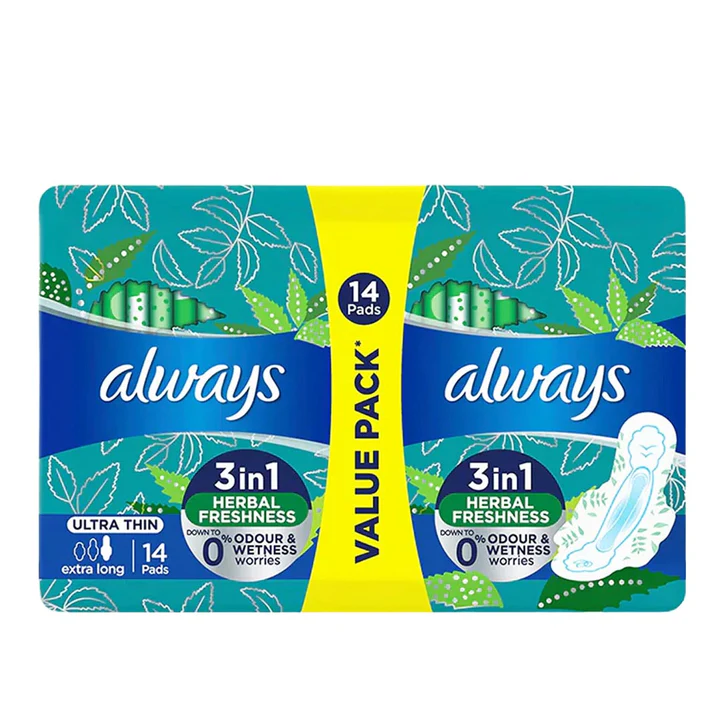 always
3in1
HERBAL
FRESHNESS
DOWN TO
0% ODOUR &
WETNESS
worries
ULTRA THIN
extra long
14
Pads
14
Pads
VALUE PACK*
always
3in1
HERBAL
FRESHNESS
DOWN TO
0% ODOUR &
WETNESS
worries